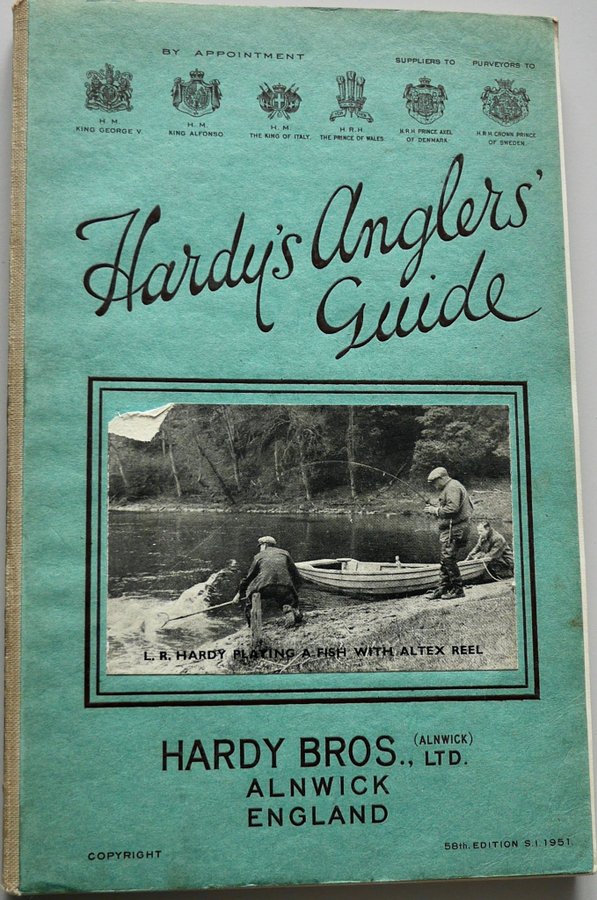 BY APPOINTMENT
SUPPLIERS TO
PURVEYORS TO
H. M.
KING GEORGE V.
H. M.
KING ALFONSO.
H. M.
THE KING OF ITALY.
H. R. H.
THE PRINCE OF WALES.
H.R.H. PRINCE AXEL
OF DENMARK.
H.R.H. CROWN PRINCE
OF SWEDEN.
Hardy's Anglers'
Guide
L. R. HARDY PLAYING A FISH WITH ALTEX REEL
HARDY BROS., (ALNWICK) LTD.
ALNWICK
ENGLAND
COPYRIGHT
58th. EDITION S.I. 1951.